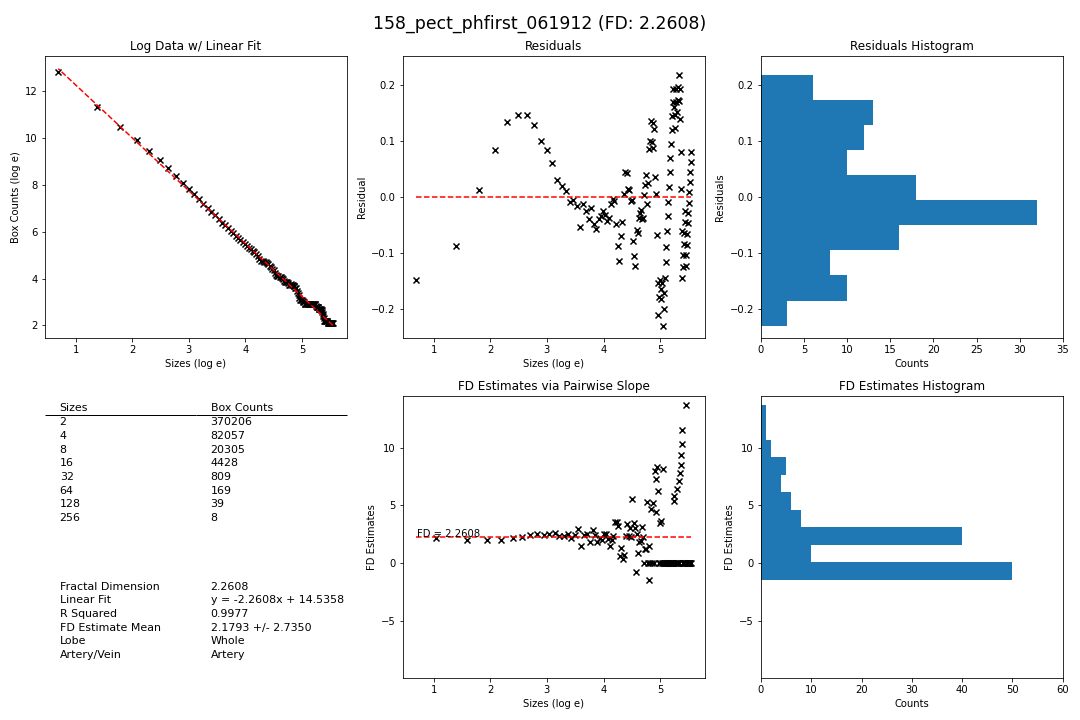 158_pect_phfirst_061912 (FD: 2.2608)
Log Data w/ Linear Fit
Box Counts (log e)
12
10
8
6
4
2
1 2 3 4 5
Sizes (log e)
Residuals
Residual
0.2
0.1
0.0
−0.1
−0.2
1 2 3 4 5
Sizes (log e)
Residuals Histogram
Residuals
0.2
0.1
0.0
−0.1
−0.2
0 5 10 15 20 25 30 35
Counts
Sizes Box Counts
2 370206
4 82057
8 20305
16 4428
32 809
64 169
128 39
256 8
Fractal Dimension 2.2608
Linear Fit y = -2.2608x + 14.5358
R Squared 0.9977
FD Estimate Mean 2.1793 +/- 2.7350
Lobe Whole
Artery/Vein Artery
FD Estimates via Pairwise Slope
FD Estimates
10
5
FD = 2.2608
0
−5
1 2 3 4 5
Sizes (log e)
FD Estimates Histogram
FD Estimates
10
5
0
−5
0 10 20 30 40 50 60
Counts